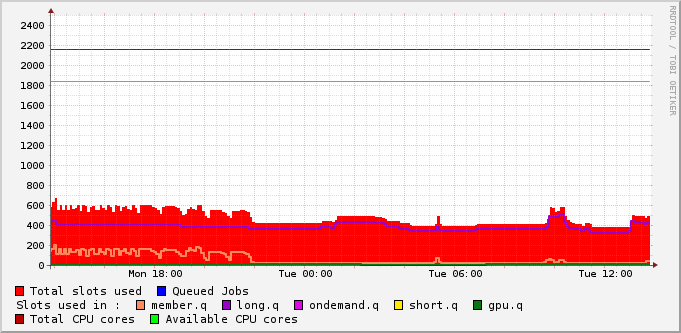 RRDTOOL / TOBI OETIKER
2400
2200
2000
1800
1600
1400
1200
1000
800
600
400
200
0
Mon 18:00 Tue 00:00 Tue 06:00 Tue 12:00
Total slots used Queued Jobs
Slots used in : member.q long.q ondemand.q short.q gpu.q
Total CPU cores Available CPU cores